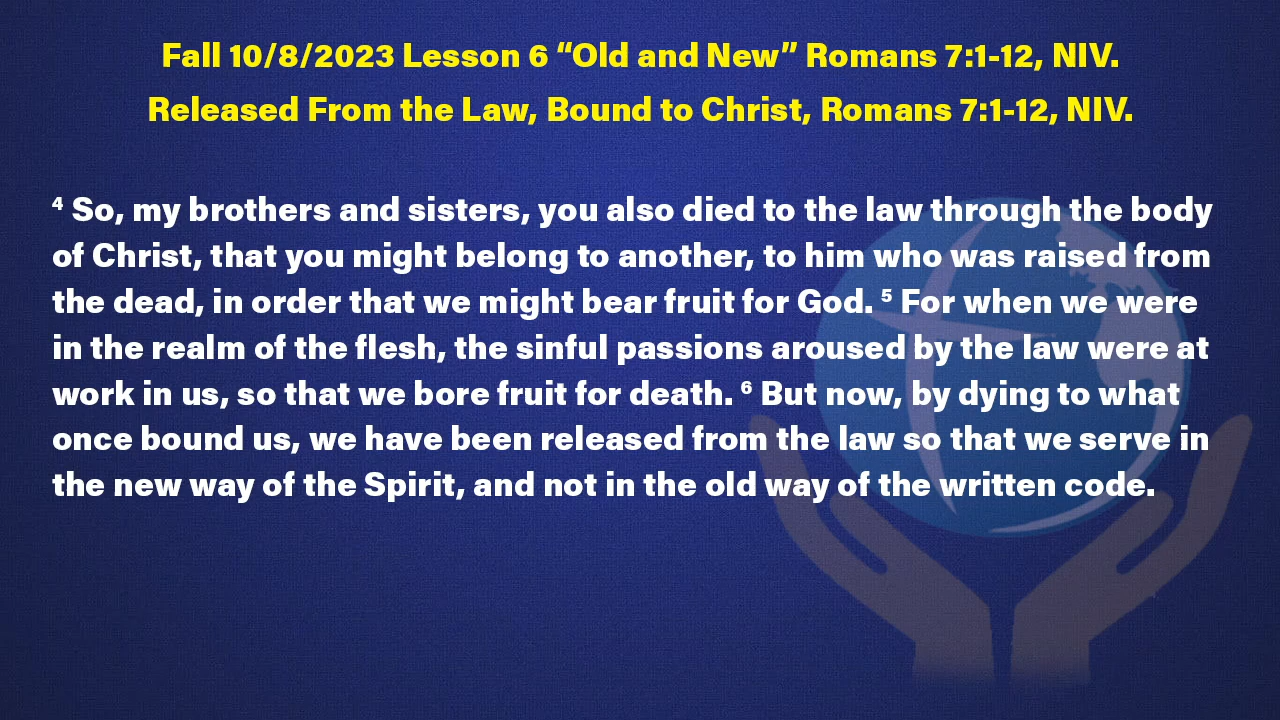 Fall 10/8/2023 Lesson 6 “Old and New” Romans 7:1-12, NIV.
Released From the Law, Bound to Christ, Romans 7:1-12, NIV.
⁴ So, my brothers and sisters, you also died to the law through the body
of Christ, that you might belong to another, to him who was raised from
the dead, in order that we might bear fruit for God. ⁵ For when we were
in the realm of the flesh, the sinful passions aroused by the law were at
work in us, so that we bore fruit for death. ⁶ But now, by dying to what
once bound us, we have been released from the law so that we serve in
the new way of the Spirit, and not in the old way of the written code.